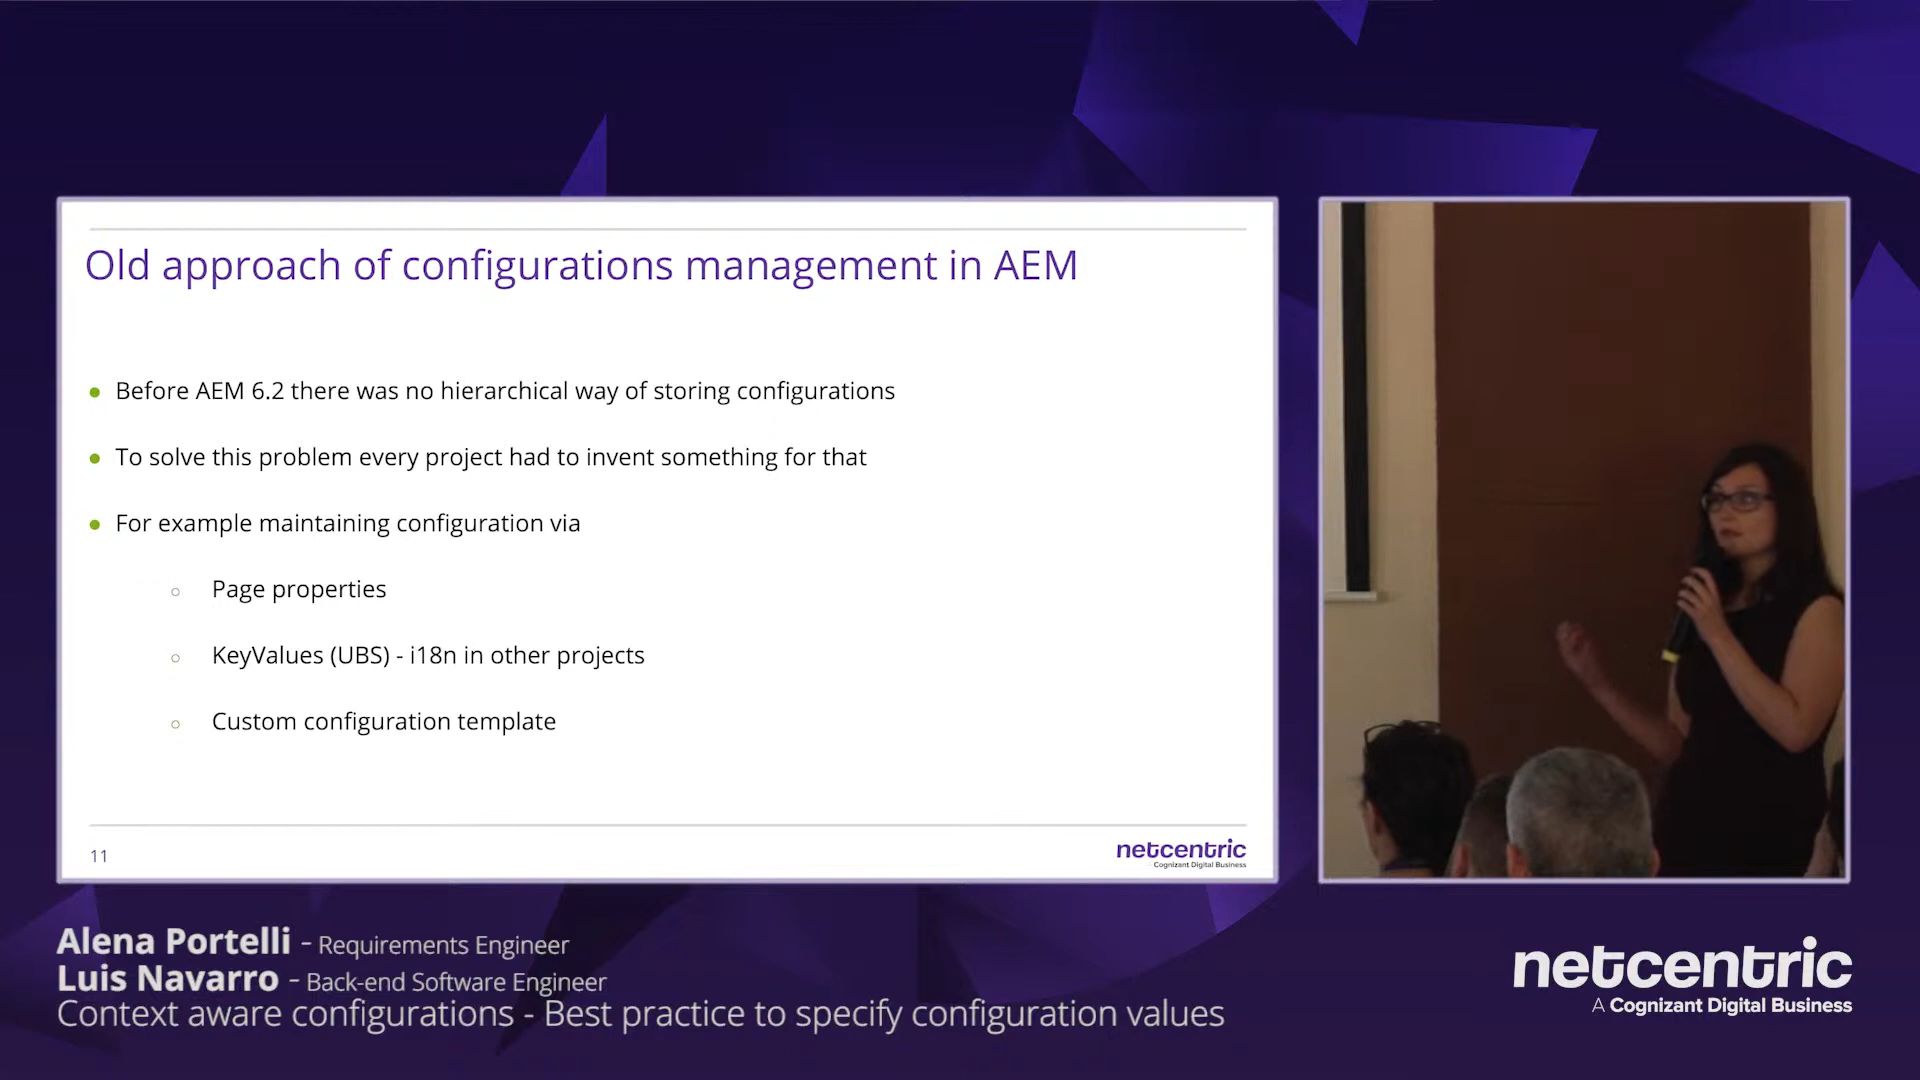 Old approach of configurations management in AEM
● Before AEM 6.2 there was no hierarchical way of storing configurations
● To solve this problem every project had to invent something for that
● For example maintaining configuration via
○ Page properties
○ KeyValues (UBS) - i18n in other projects
○ Custom configuration template
11
netcentric
Cognizant Digital Business
Alena Portelli - Requirements Engineer
Luis Navarro - Back-end Software Engineer
Context aware configurations - Best practice to specify configuration values
netcentric
A Cognizant Digital Business